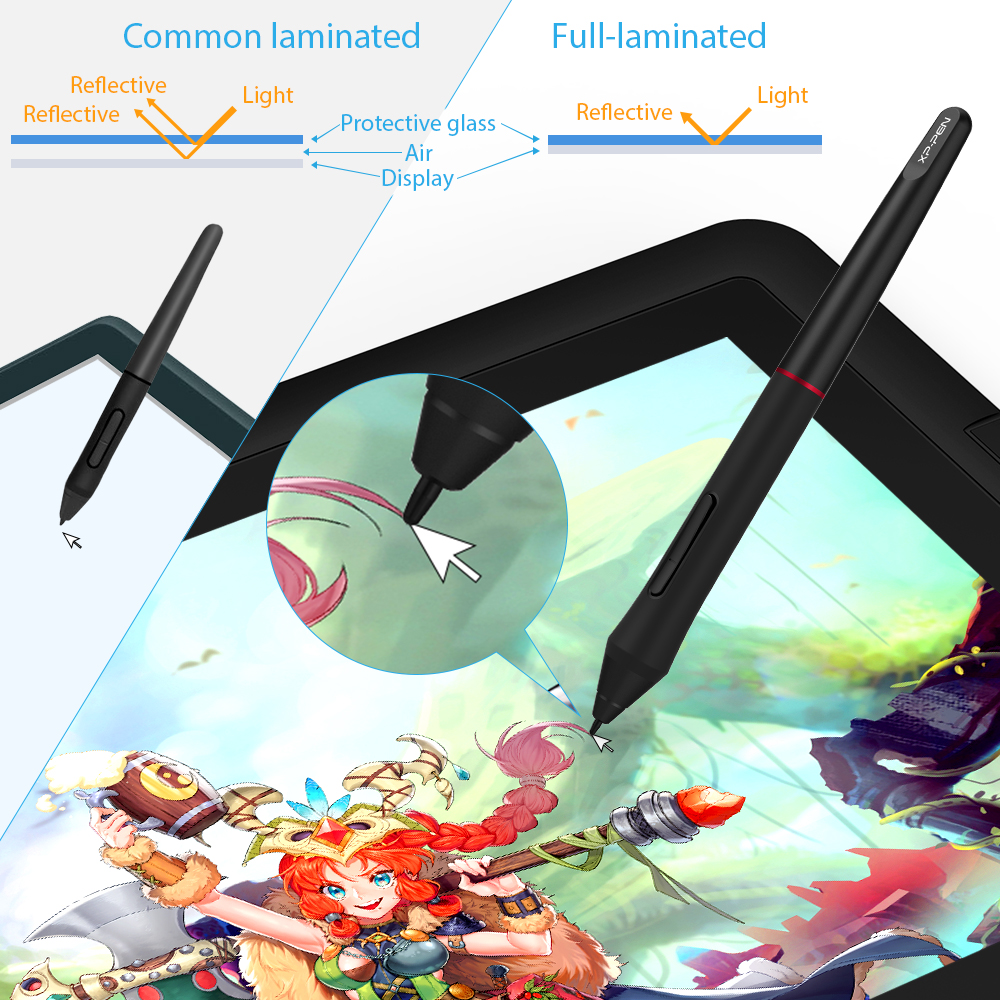 Common laminated
Full-laminated
Reflective
Reflective
Light
Protective glass
Air
Display
Reflective
Light
XP-PEN